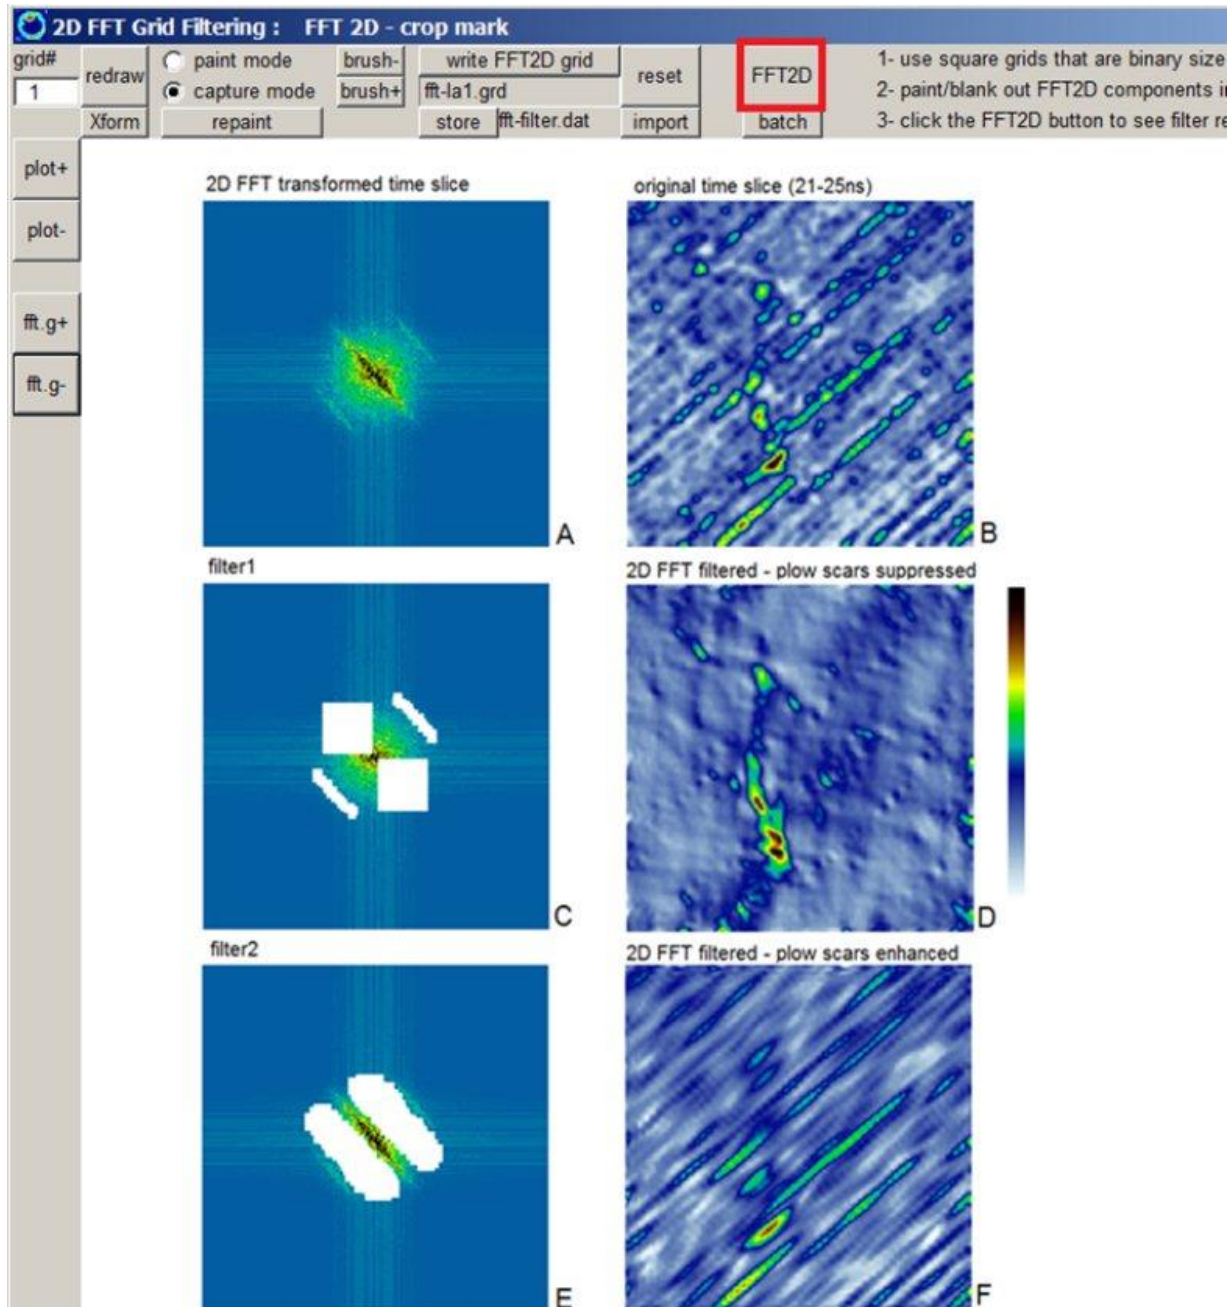 2D FFT Grid Filtering :    FFT 2D - crop mark
grid#
1
redraw
Xform
paint mode
capture mode
repaint
brush-
brush+
write FFT2D grid
fft-la1.grd
store
fft-filter.dat
reset
import
FFT2D
batch
1- use square grids that are binary size
2- paint/blank out FFT2D components
3- click the FFT2D button to see filter
plot+
plot-
fft.g+
fft.g-
2D FFT transformed time slice
A
original time slice (21-25ns)
B
filter1
C
2D FFT filtered - plow scars suppressed
D
filter2
E
2D FFT filtered - plow scars enhanced
F